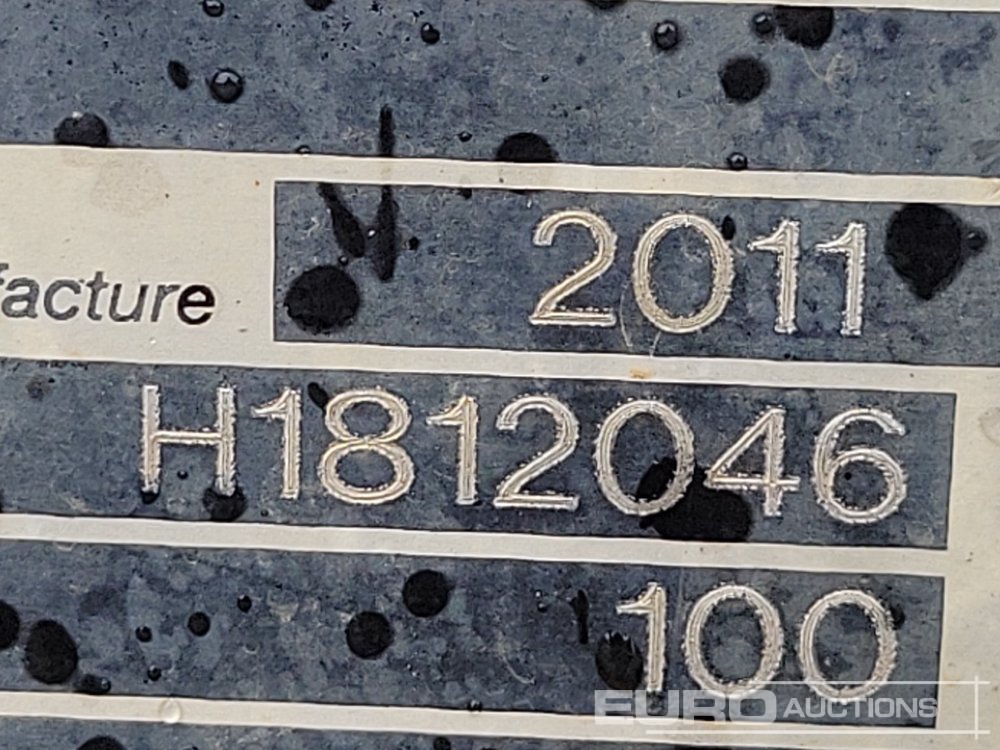 facture 2011
H1812046
100
EURO AUCTIONS